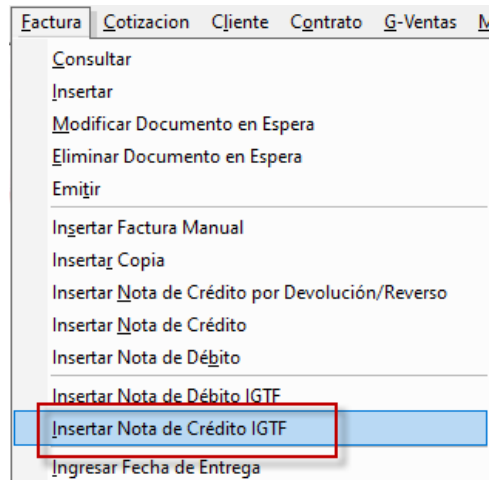 Factura Cotizacion Cliente Contrato G-Ventas
Consultar
Insertar
Modificar Documento en Espera
Eliminar Documento en Espera
Emitir
Insertar Factura Manual
Insertar Copia
Insertar Nota de Crédito por Devolución/Reverso
Insertar Nota de Crédito
Insertar Nota de Débito
Insertar Nota de Débito IGTF
Insertar Nota de Crédito IGTF
Ingresar Fecha de Entrega